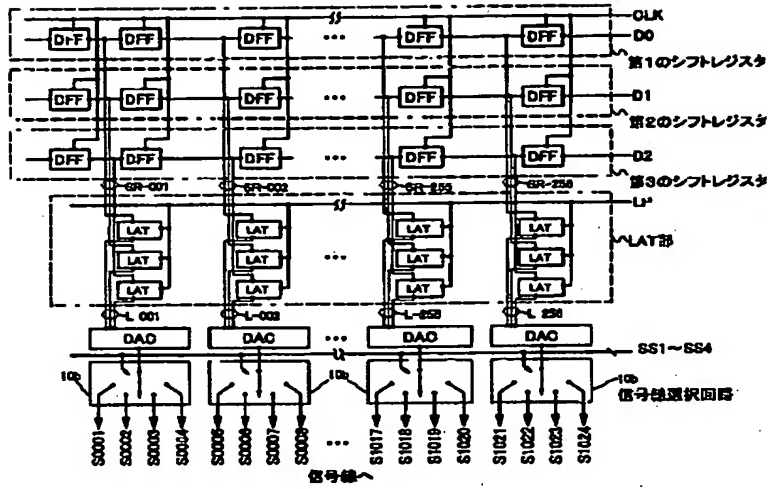 CLK
DFF DFF DFF ... DFF DFF D0
第1のシフトレジスタ
DFF DFF DFF ... DFF DFF D1
第2のシフトレジスタ
DFF DFF DFF ... DFF DFF D2
第3のシフトレジスタ
SR-001 SR-002 SR-255 SR-256
LAT LAT LAT LAT
LAT LAT ... LAT LAT
LAT部
LAT LAT LAT LAT
L-001 L-002 L-255 L-256
DAC DAC ... DAC DAC
SS1~SS4
10b 10b 10b
信号線選択回路
S0001 S0002 S0003 S0004 S0005 S0006 S0007 S0008 ... S1017 S1018 S1019 S1020 S1021 S1022 S1023 S1024
信号線へ